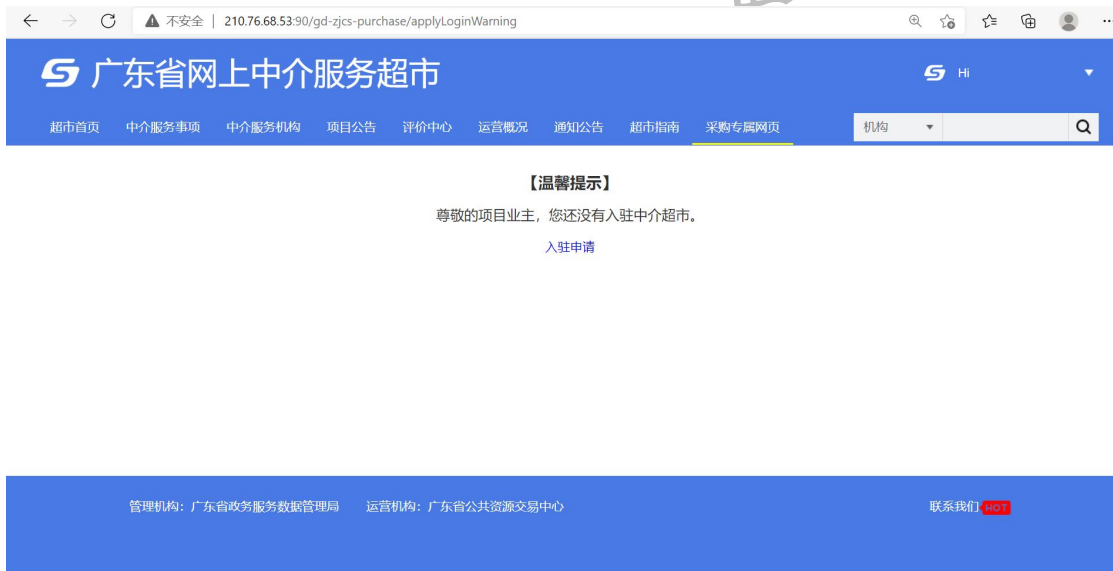 不安全 | 210.76.68.53:90/gd-zjcs-purchase/applyLoginWarning
广东省网上中介服务超市
Hi
超市首页 中介服务事项 中介服务机构 项目公告 评价中心 运营概况 通知公告 超市指南 采购专属网页 机构
【温馨提示】
尊敬的项目业主，您还没有入驻中介超市。
入驻申请
管理机构：广东省政务服务数据管理局 运营机构：广东省公共资源交易中心 联系我们 HOT